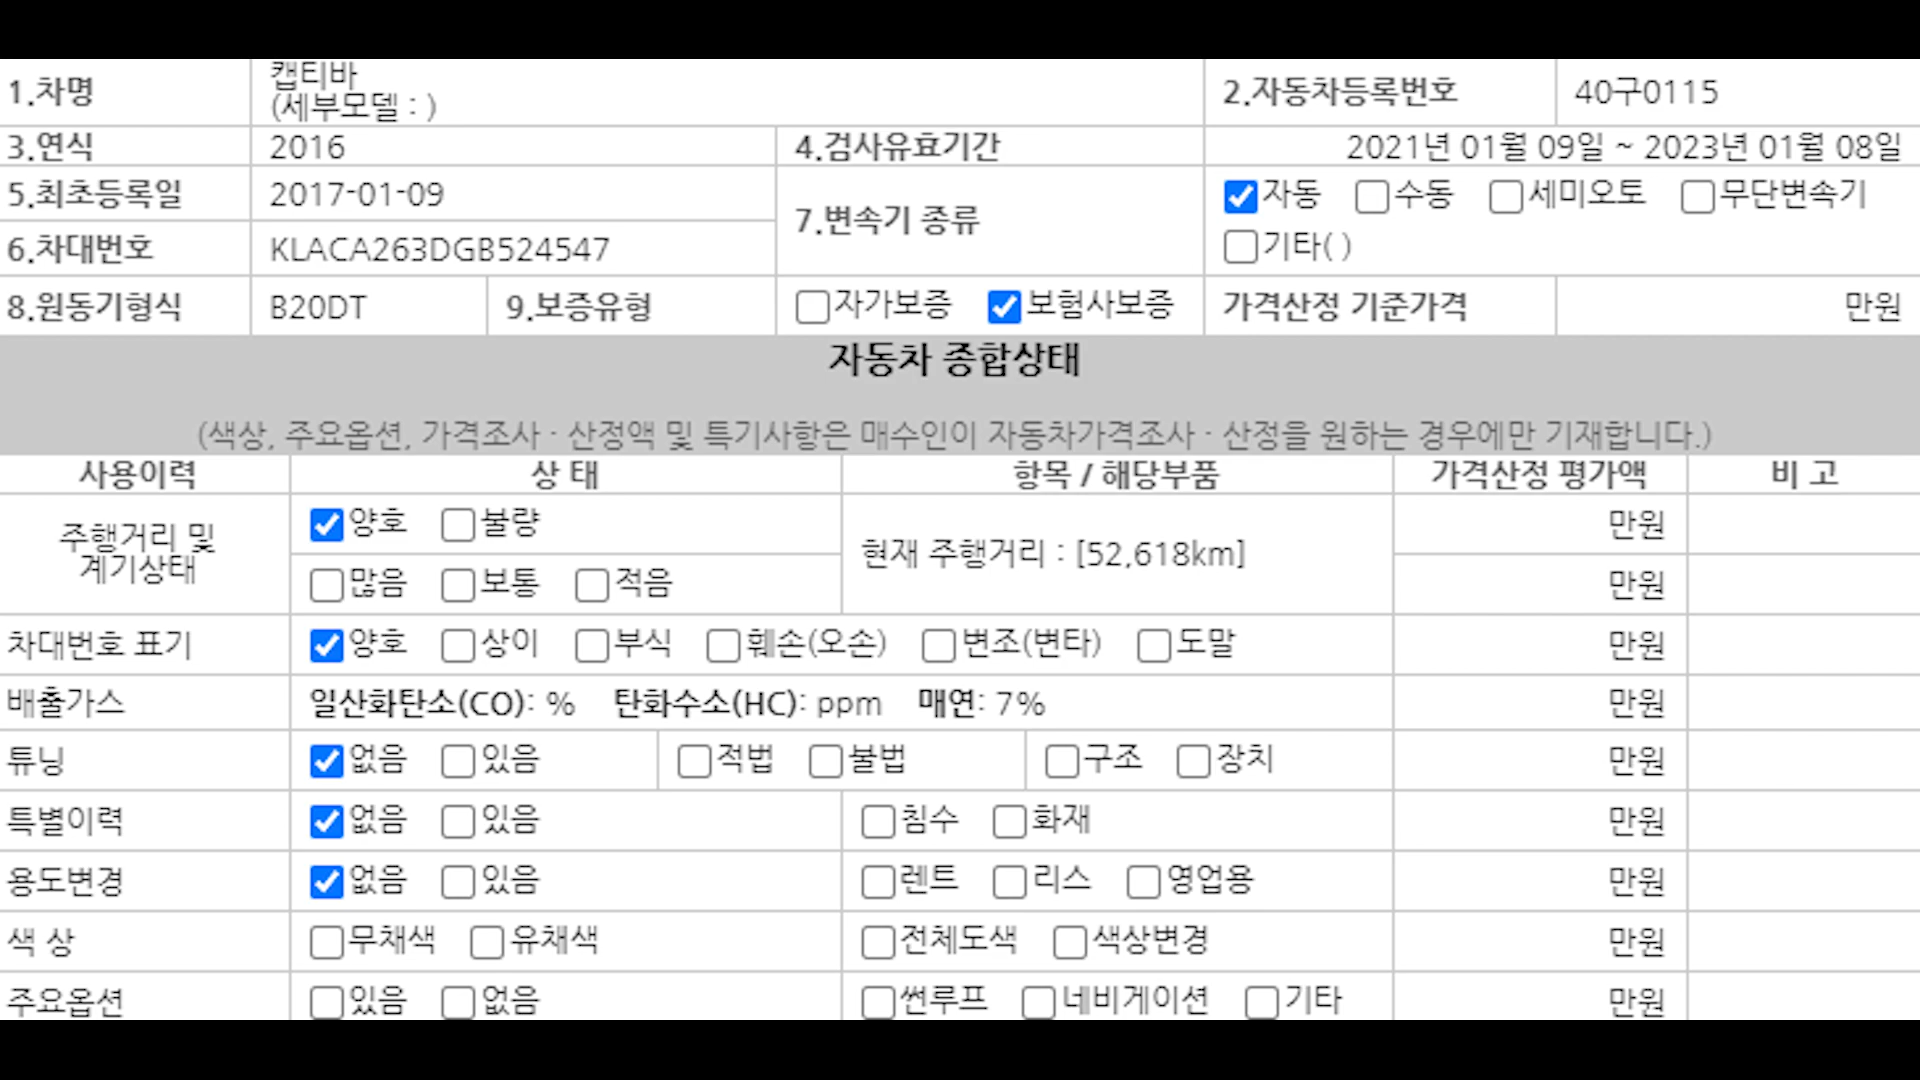 1.차명 캡티바 (세부모델 : ) 2.자동차등록번호 40구0115
3.연식 2016 4.검사유효기간 2021년 01월 09일 ~ 2023년 01월 08일
5.최초등록일 2017-01-09 7.변속기 종류 자동 수동 세미오토 무단변속기
6.차대번호 KLACA263DGB524547 기타( )
8.원동기형식 B20DT 9.보증유형 자가보증 보험사보증 가격산정 기준가격 만원
자동차 종합상태
(색상, 주요옵션, 가격조사 · 산정액 및 특기사항은 매수인이 자동차가격조사 · 산정을 원하는 경우에만 기재합니다.)
사용이력 상 태 항목 / 해당부품 가격산정 평가액 비 고
주행거리 및 계기상태 양호 불량 현재 주행거리 : [52,618km] 만원
많음 보통 적음 만원
차대번호 표기 양호 상이 부식 훼손(오손) 변조(변타) 도말 만원
배출가스 일산화탄소(CO): % 탄화수소(HC): ppm 매연: 7% 만원
튜닝 없음 있음 적법 불법 구조 장치 만원
특별이력 없음 있음 침수 화재 만원
용도변경 없음 있음 렌트 리스 영업용 만원
색 상 무채색 유채색 전체도색 색상변경 만원
주요옵션 있음 없음 썬루프 네비게이션 기타 만원